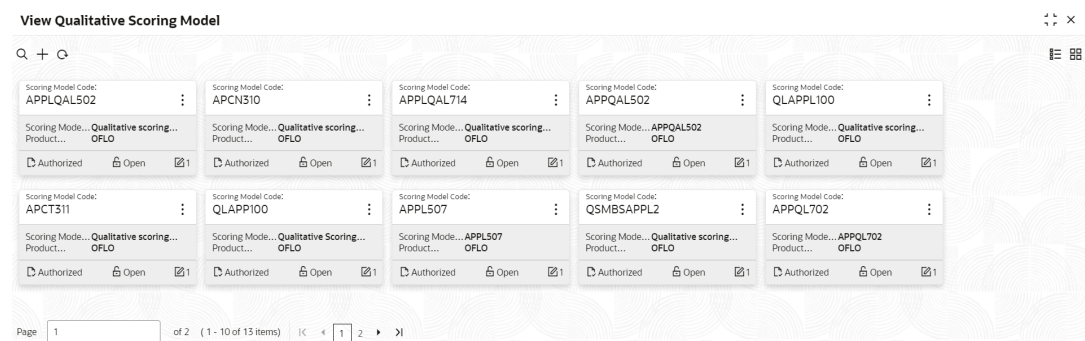 View Qualitative Scoring Model
Scoring Model Code: Scoring Model Code: Scoring Model Code: Scoring Model Code: Scoring Model Code:
APPLQAL502 APCN310 APPLQAL714 APPQAL502 QLAPPL100
Scoring Mode... Qualitative scoring... Scoring Mode... Qualitative scoring... Scoring Mode... Qualitative scoring... Scoring Mode... APPQAL502 Scoring Mode... Qualitative scoring...
Product... OFLO Product... OFLO Product... OFLO Product... OFLO Product... OFLO
Authorized Open 1 Authorized Open 1 Authorized Open 1 Authorized Open 1 Authorized Open 1
Scoring Model Code: Scoring Model Code: Scoring Model Code: Scoring Model Code: Scoring Model Code:
APCT311 QLAPP100 APPL507 QSMBSAPPL2 APPQL702
Scoring Mode... Qualitative scoring... Scoring Mode... Qualitative Scoring... Scoring Mode... APPL507 Scoring Mode... Qualitative scoring... Scoring Mode... APPQL702
Product... OFLO Product... OFLO Product... OFLO Product... OFLO Product... OFLO
Authorized Open 1 Authorized Open 1 Authorized Open 1 Authorized Open 1 Authorized Open 1
Page 1 of 2 (1 - 10 of 13 items) 1 2